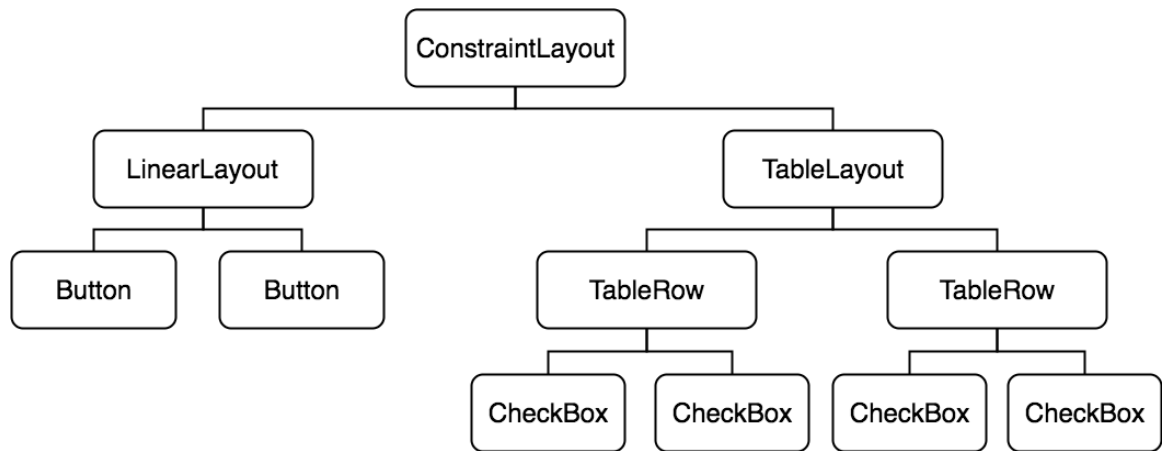 ConstraintLayout
LinearLayout
TableLayout
Button
Button
TableRow
TableRow
CheckBox
CheckBox
CheckBox
CheckBox